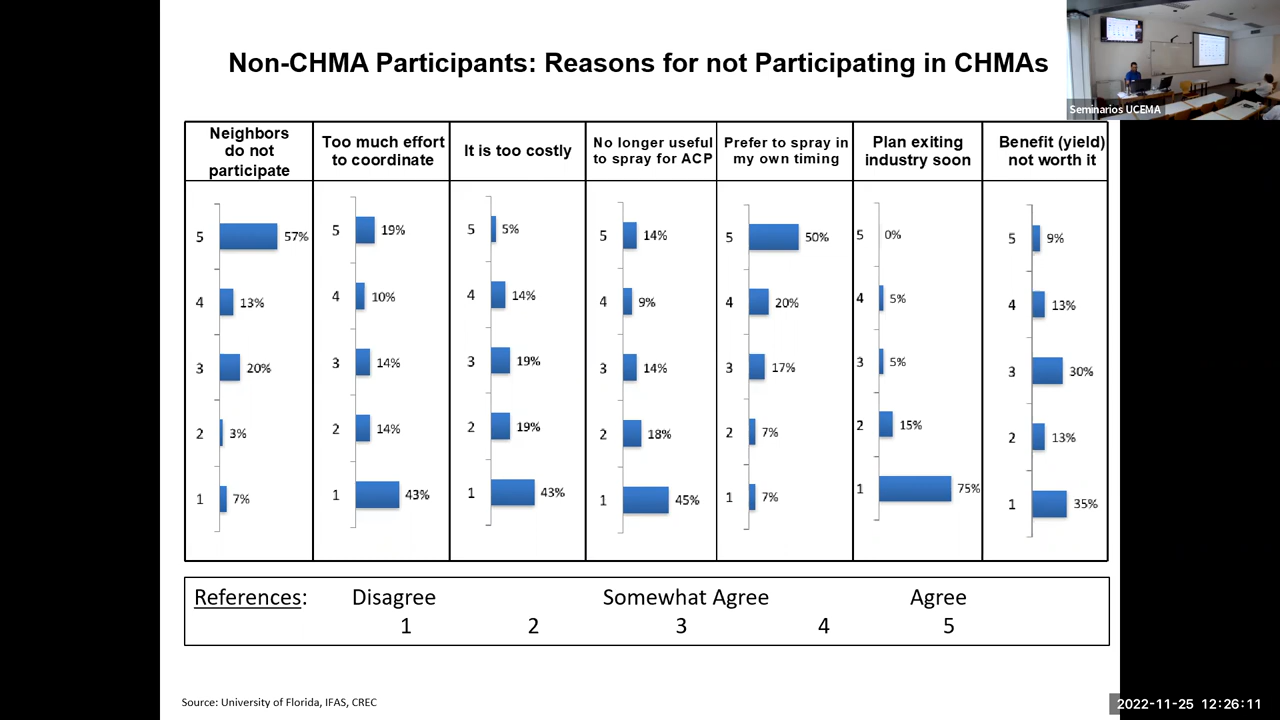 Non-CHMA Participants: Reasons for not Participating in CHMAs
Seminarios UCEMA
Neighbors
do not
participate
5 57%
4 13%
3 20%
2 3%
1 7%
Too much effort
to coordinate
5 19%
4 10%
3 14%
2 14%
1 43%
It is too costly
5 5%
4 14%
3 19%
2 19%
1 43%
No longer useful
to spray for ACP
5 14%
4 9%
3 14%
2 18%
1 45%
Prefer to spray in
my own timing
5 50%
4 20%
3 17%
2 7%
1 7%
Plan exiting
industry soon
5 0%
4 5%
3 5%
2 15%
1 75%
Benefit (yield)
not worth it
5 9%
4 13%
3 30%
2 13%
1 35%
References: Disagree Somewhat Agree Agree
1 2 3 4 5
Source: University of Florida, IFAS, CREC
2022-11-25 12:26:11